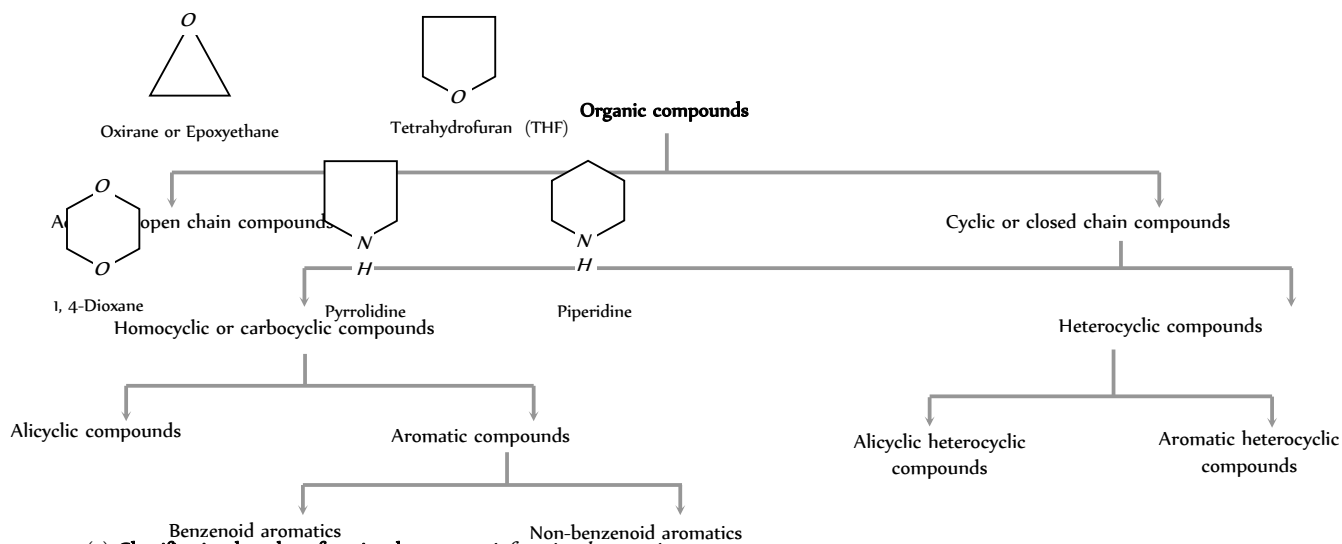 O
O
Oxirane or Epoxyethane
Tetrahydrofuran (THF)
Organic compounds
O
open chain compounds
Cyclic or closed chain compounds
N
H
N
H
O
1, 4-Dioxane
Pyrrolidine
Piperidine
Homocyclic or carbocyclic compounds
Heterocyclic compounds
Alicyclic compounds
Aromatic compounds
Alicyclic heterocyclic
compounds
Aromatic heterocyclic
compounds
Benzenoid aromatics
Non-benzenoid aromatics